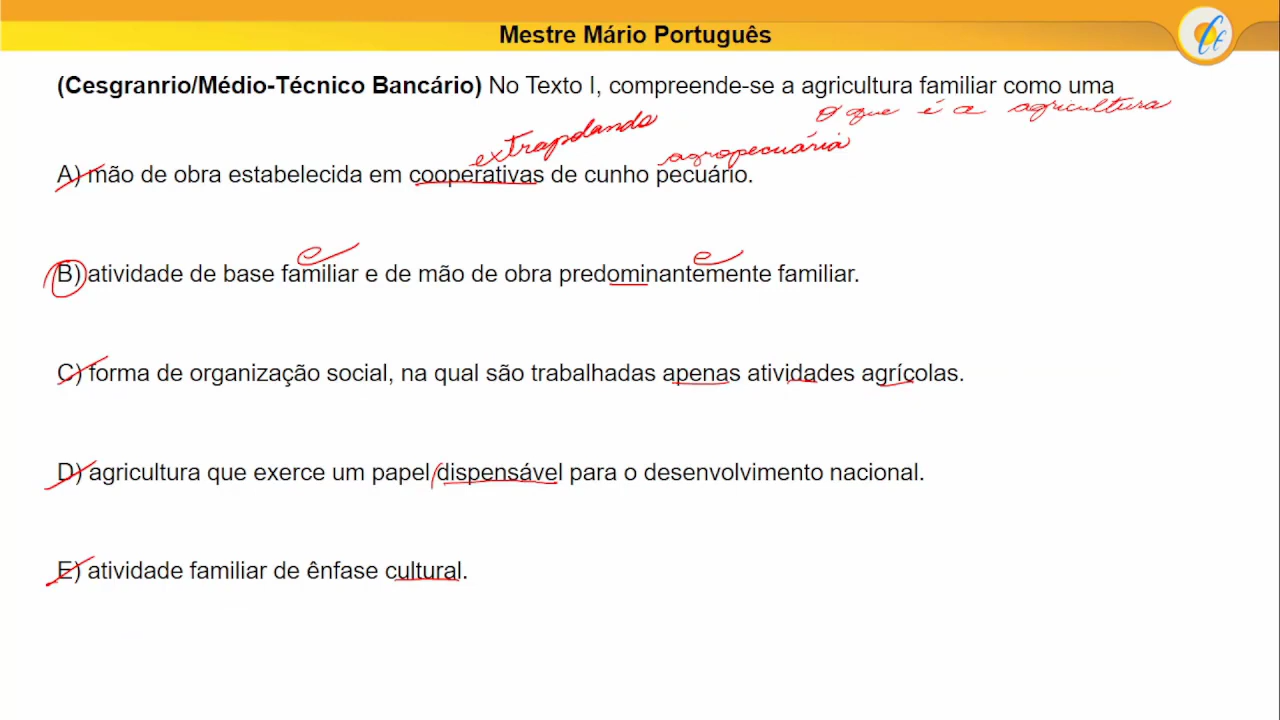 Mestre Mário Português
(Cesgranrio/Médio-Técnico Bancário) No Texto I, compreende-se a agricultura familiar como uma
O que é a agricultura
extrapolando
agropecuária
A) mão de obra estabelecida em cooperativas de cunho pecuário.
B) atividade de base familiar e de mão de obra predominantemente familiar.
C) forma de organização social, na qual são trabalhadas apenas atividades agrícolas.
D) agricultura que exerce um papel dispensável para o desenvolvimento nacional.
E) atividade familiar de ênfase cultural.